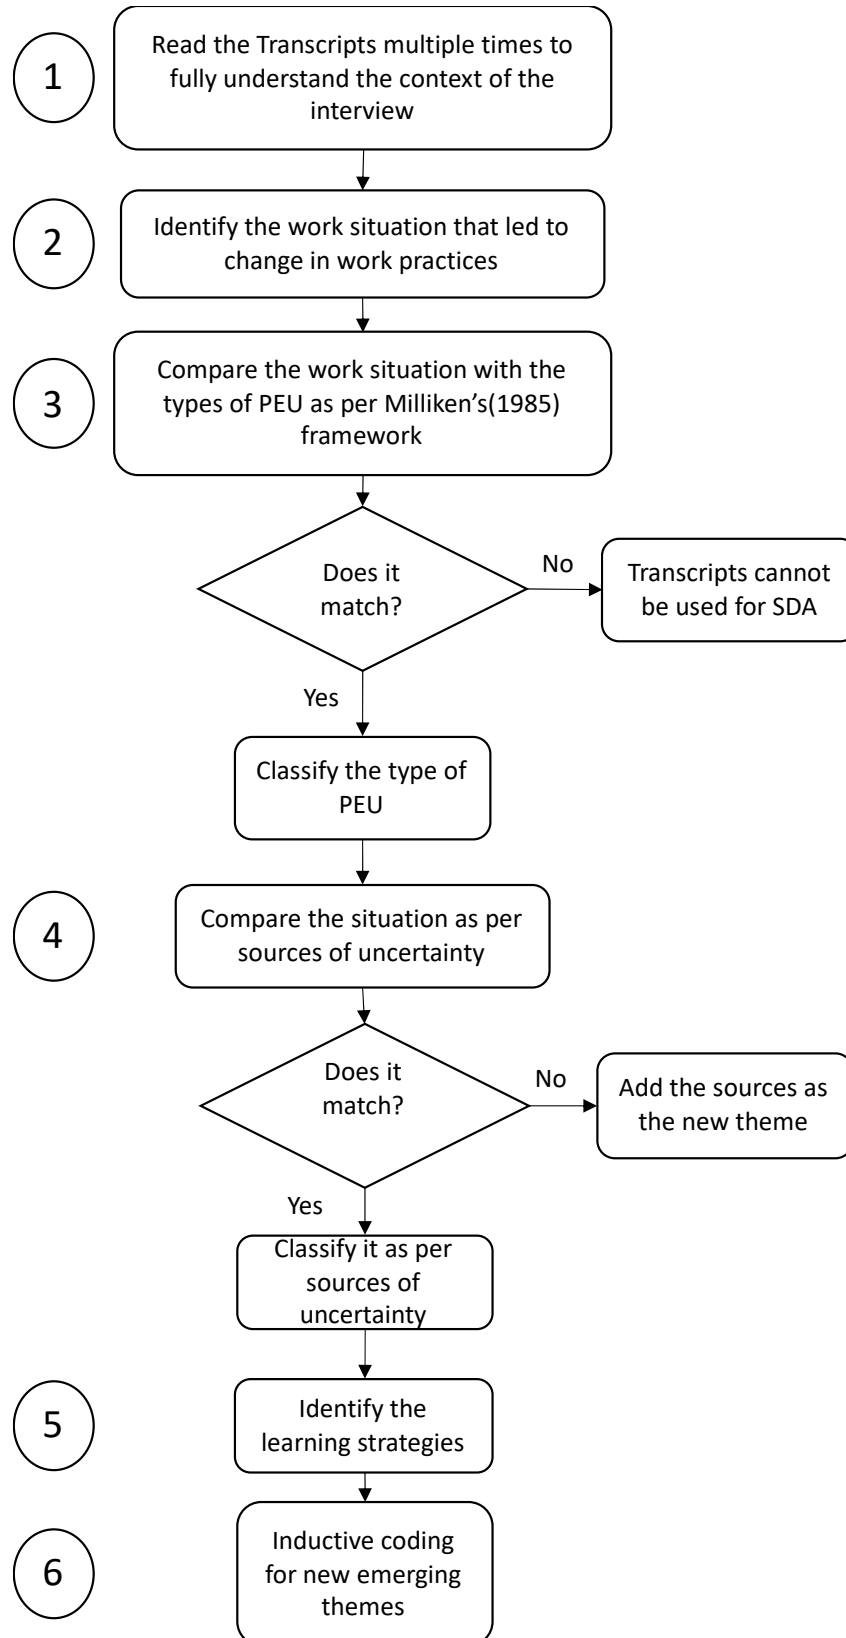 1
Read the Transcripts multiple times to
fully understand the context of the
interview
2
Identify the work situation that led to
change in work practices
3
Compare the work situation with the
types of PEU as per Milliken’s(1985)
framework
Does it
match?
No
Transcripts cannot
be used for SDA
Yes
Classify the type of
PEU
4
Compare the situation as per
sources of uncertainty
Does it
match?
No
Add the sources as
the new theme
Yes
Classify it as per
sources of
uncertainty
5
Identify the
learning strategies
6
Inductive coding
for new emerging
themes